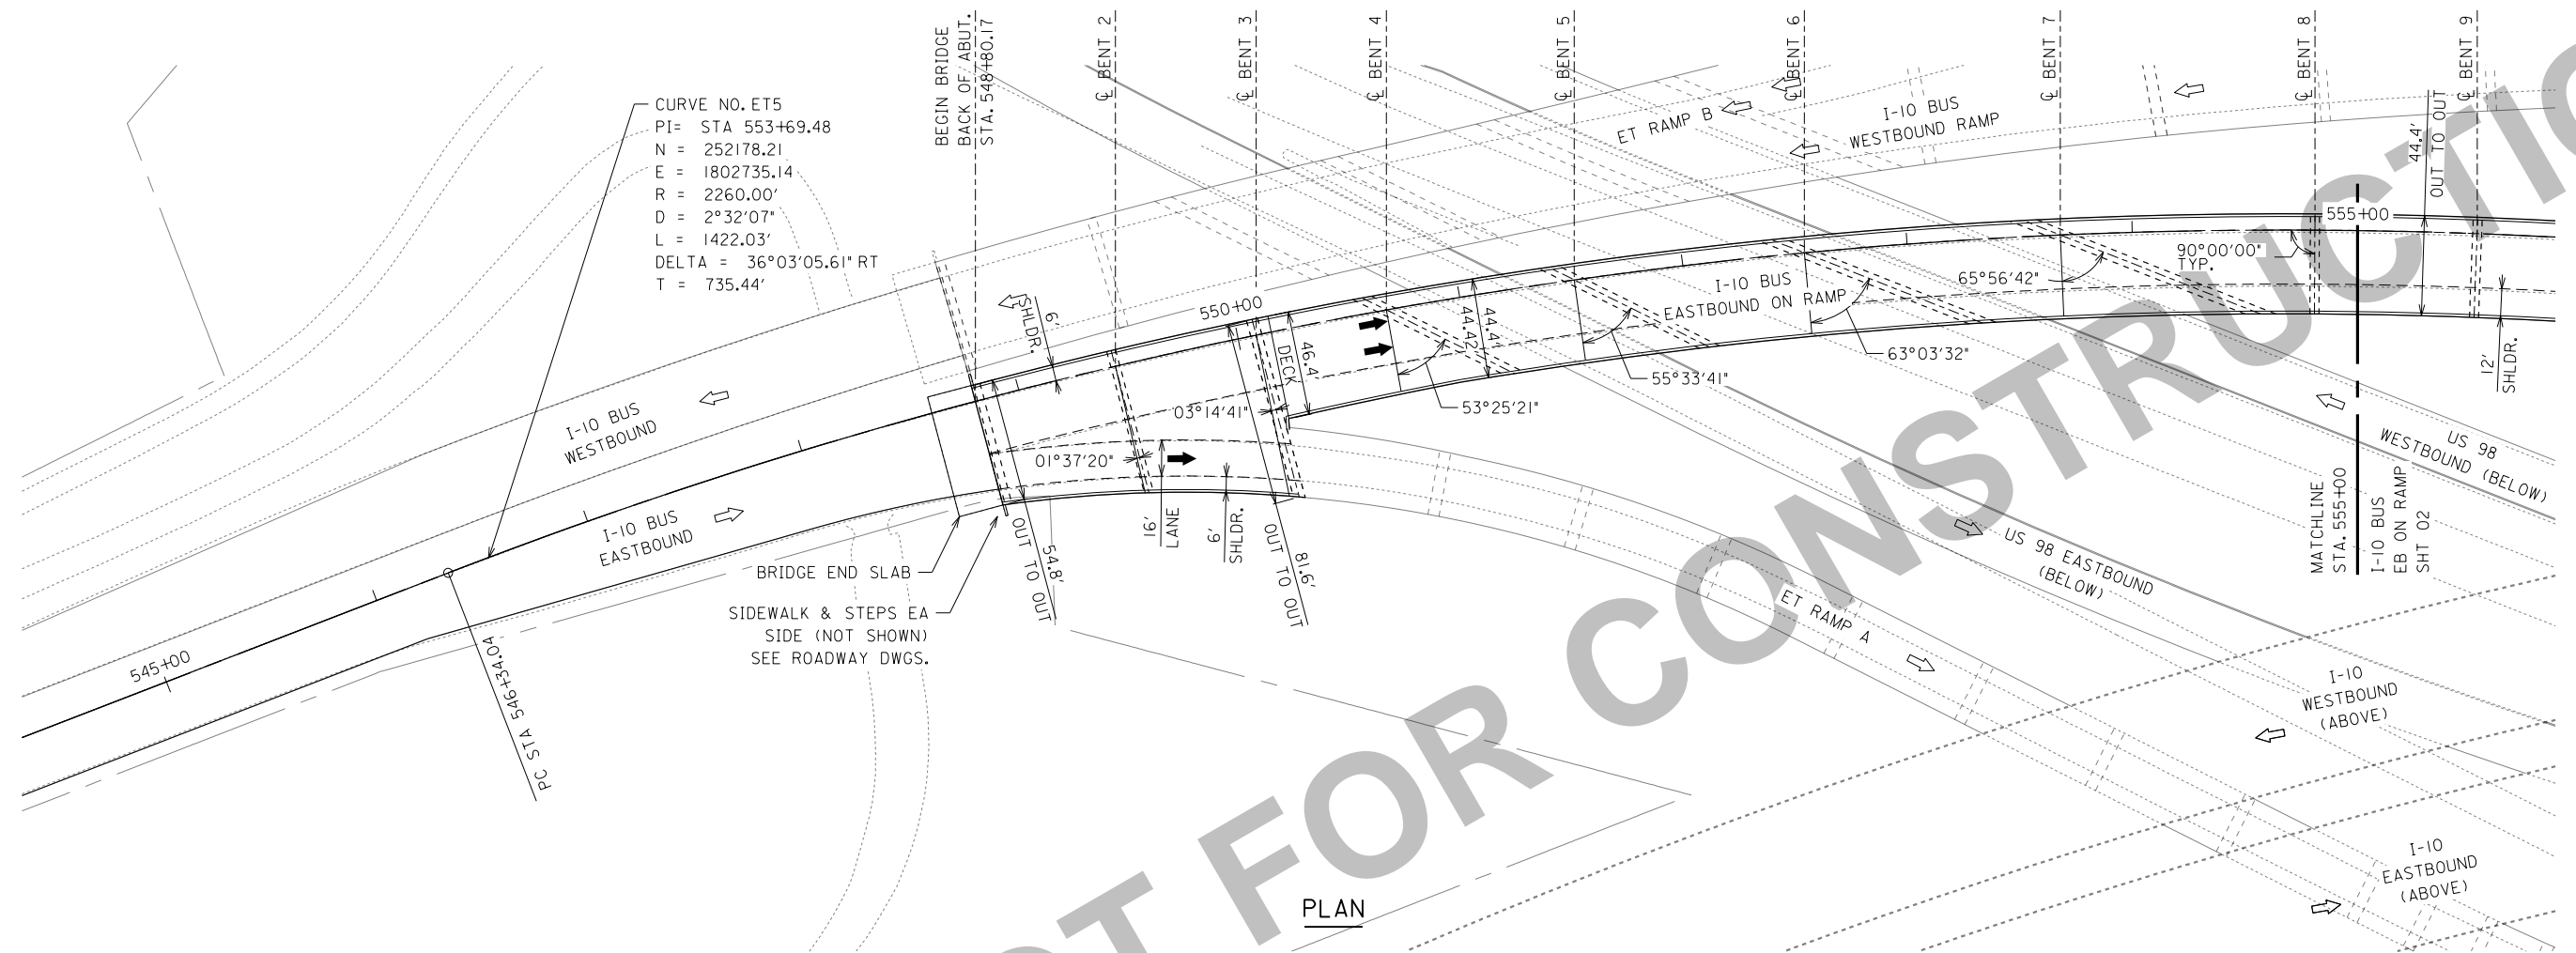 BEGIN BRIDGE
BACK OF ABUT.
STA. 548+80.17
℄ BENT 2
℄ BENT 3
℄ BENT 4
℄ BENT 5
℄ BENT 6
℄ BENT 7
℄ BENT 8
℄ BENT 9
CURVE NO. ET5
PI= STA 553+69.48
N = 252178.21
E = 1802735.14
R = 2260.00'
D = 2°32'07"
L = 1422.03'
DELTA = 36°03'05.61" RT
T = 735.44'
ET RAMP B
I-10 BUS
WESTBOUND RAMP
44.4'
OUT TO OUT
555+00
90°00'00"
TYP.
65°56'42"
I-10 BUS
EASTBOUND ON RAMP
63°03'32"
55°33'41"
53°25'21"
550+00
6'
SHLDR.
46.4'
DECK
44.4'
44.42'
03°14'41"
01°37'20"
16'
LANE
6'
SHLDR.
54.8'
OUT TO OUT
81.6'
OUT TO OUT
12'
SHLDR.
I-10 BUS
WESTBOUND
I-10 BUS
EASTBOUND
BRIDGE END SLAB
SIDEWALK & STEPS EA
SIDE (NOT SHOWN)
SEE ROADWAY DWGS.
545+00
PC STA 546+34.04
US 98
WESTBOUND (BELOW)
US 98 EASTBOUND
(BELOW)
MATCHLINE
STA. 555+00
I-10 BUS
EB ON RAMP
SHT 02
ET RAMP A
I-10
WESTBOUND
(ABOVE)
I-10
EASTBOUND
(ABOVE)
PLAN
OT FOR CONSTRUCTIO